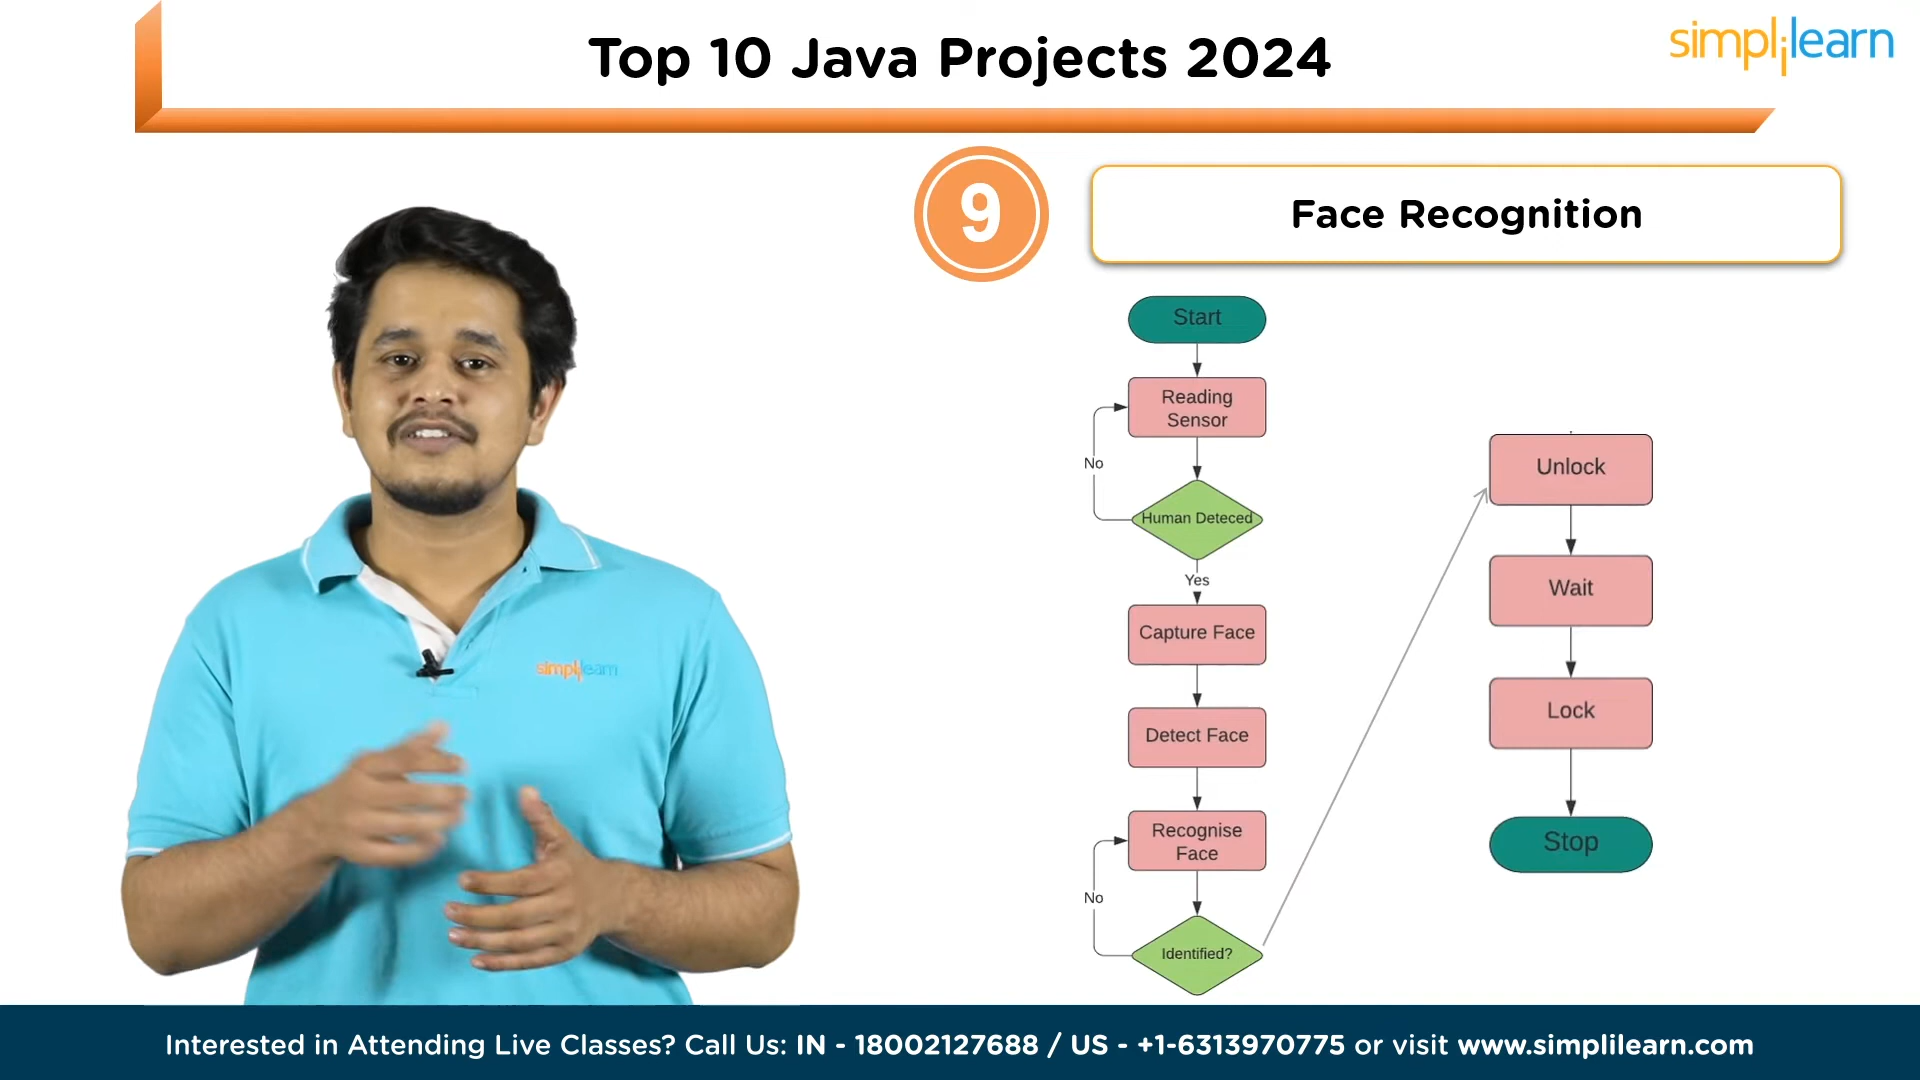 Top 10 Java Projects 2024
simplilearn
9
Face Recognition
Start
Reading
Sensor
No
Human Deteced
Yes
Capture Face
Detect Face
Recognise
Face
No
Identified?
Unlock
Wait
Lock
Stop
simplilearn
Interested in Attending Live Classes? Call Us: IN - 18002127688 / US - +1-6313970775 or visit www.simplilearn.com